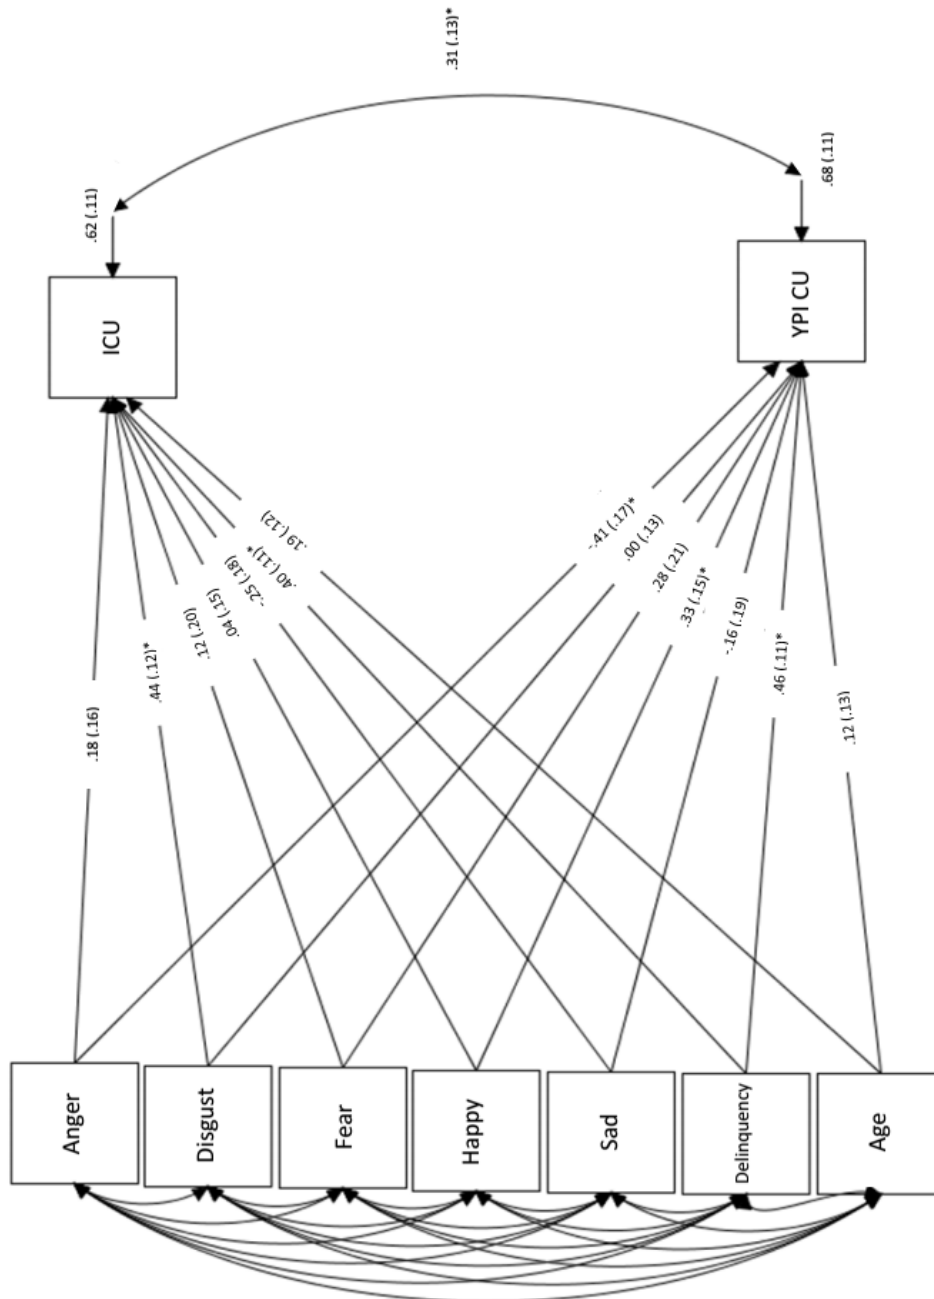 .31 (.13)*
.62 (.11)
.68 (.11)
ICU
YPI CU
.18 (.16)
.44 (.12)*
.12 (.20)
.04 (.15)
-.25 (.18)
.40 (.11)*
.19 (.12)
-.41 (.17)*
.00 (.13)
.28 (.21)
.33 (.15)*
-.16 (.19)
.46 (.11)*
.12 (.13)
Anger
Disgust
Fear
Happy
Sad
Delinquency
Age